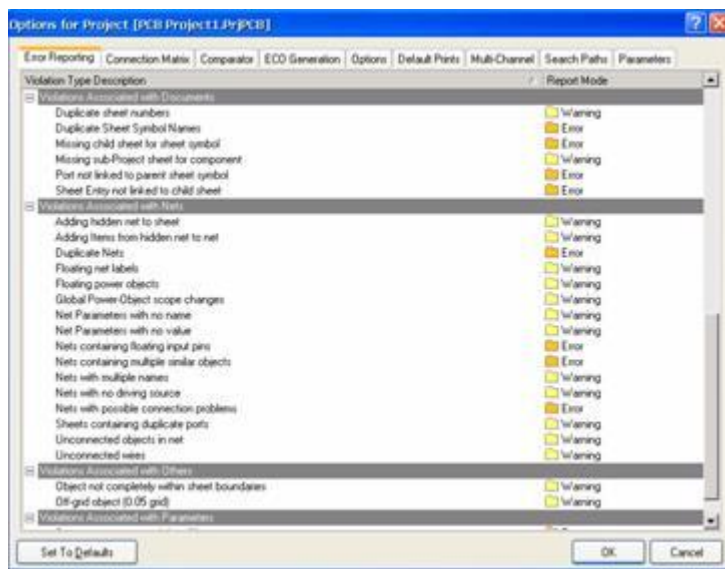 Options for Project [PCB Project1.PrjPCB]
Error Reporting Connection Matrix Comparator ECO Generation Options Default Prints Multi-Channel Search Paths Parameters
Violation Type Description Report Mode
Violations Associated with Documents
Duplicate sheet numbers Warning
Duplicate Sheet Symbol Names Error
Missing child sheet for sheet symbol Error
Missing sub-Project sheet for component Warning
Port not linked to parent sheet symbol Error
Sheet Entry not linked to child sheet Error
Violations Associated with Nets
Adding hidden net to sheet Warning
Adding Items from hidden net to net Warning
Duplicate Nets Error
Floating net labels Warning
Floating power objects Warning
Global Power-Object scope changes Warning
Net Parameters with no name Warning
Net Parameters with no value Warning
Nets containing floating input pins Error
Nets containing multiple similar objects Error
Nets with multiple names Warning
Nets with no driving source Warning
Nets with possible connection problems Error
Sheets containing duplicate ports Warning
Unconnected objects in net Warning
Unconnected wires Warning
Violations Associated with Others
Object not completely within sheet boundaries Warning
Off-grid object (0.05 grid) Warning
Violations Associated with Parameters
Set To Defaults OK Cancel